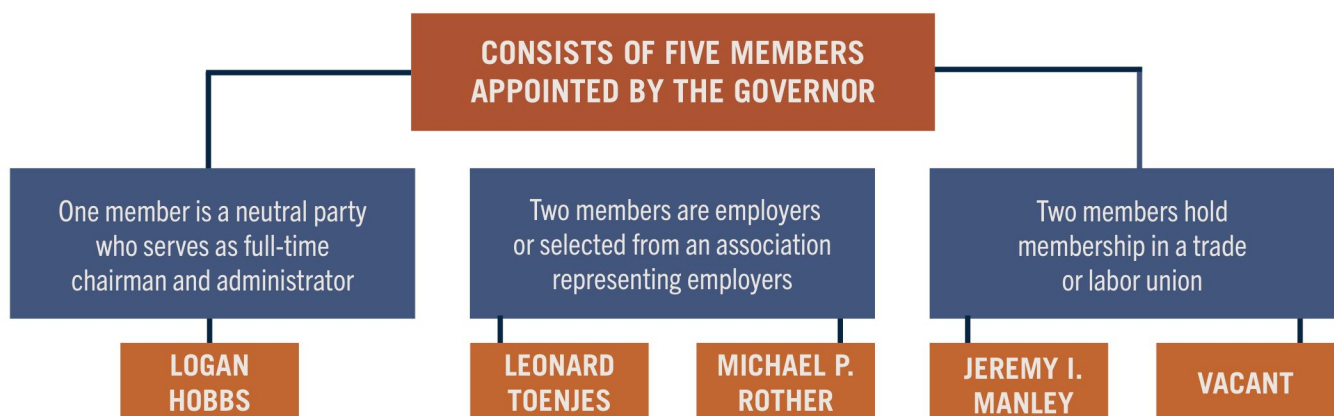 CONSISTS OF FIVE MEMBERS
APPOINTED BY THE GOVERNOR
One member is a neutral party
who serves as full-time
chairman and administrator
Two members are employers
or selected from an association
representing employers
Two members hold
membership in a trade
or labor union
LOGAN
HOBBS
LEONARD
TOENJES
MICHAEL P.
ROTHER
JEREMY I.
MANLEY
VACANT